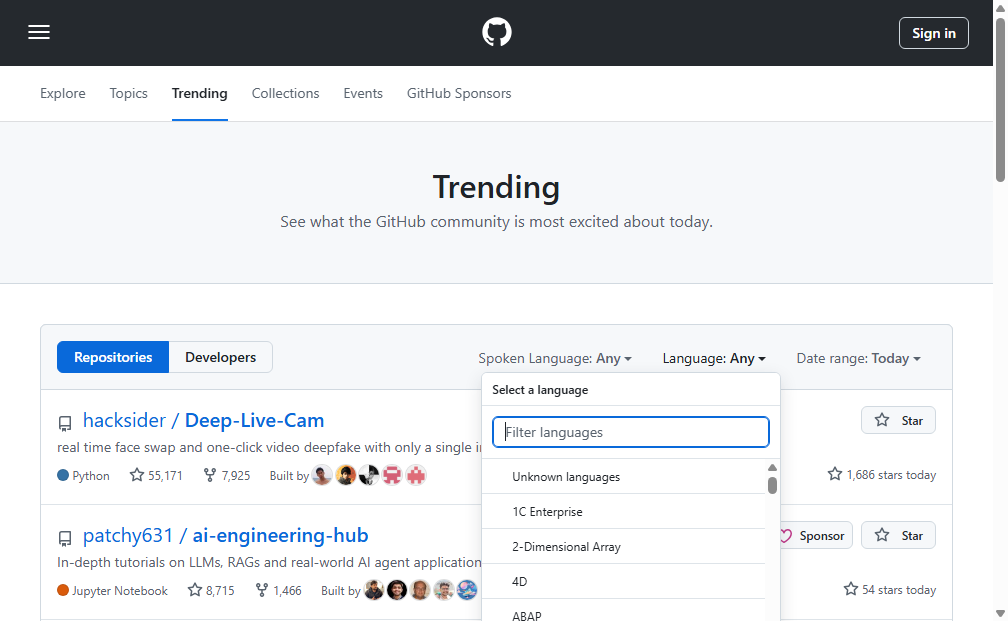 Sign in
Explore Topics Trending Collections Events GitHub Sponsors
Trending
See what the GitHub community is most excited about today.
Repositories Developers Spoken Language: Any Language: Any Date range: Today
Select a language
Filter languages
Unknown languages
1C Enterprise
2-Dimensional Array
4D
ABAP
hacksider / Deep-Live-Cam Star
real time face swap and one-click video deepfake with only a single
Python 55,171 7,925 Built by 1,686 stars today
patchy631 / ai-engineering-hub Sponsor Star
In-depth tutorials on LLMs, RAGs and real-world AI agent application
Jupyter Notebook 8,715 1,466 Built by 54 stars today